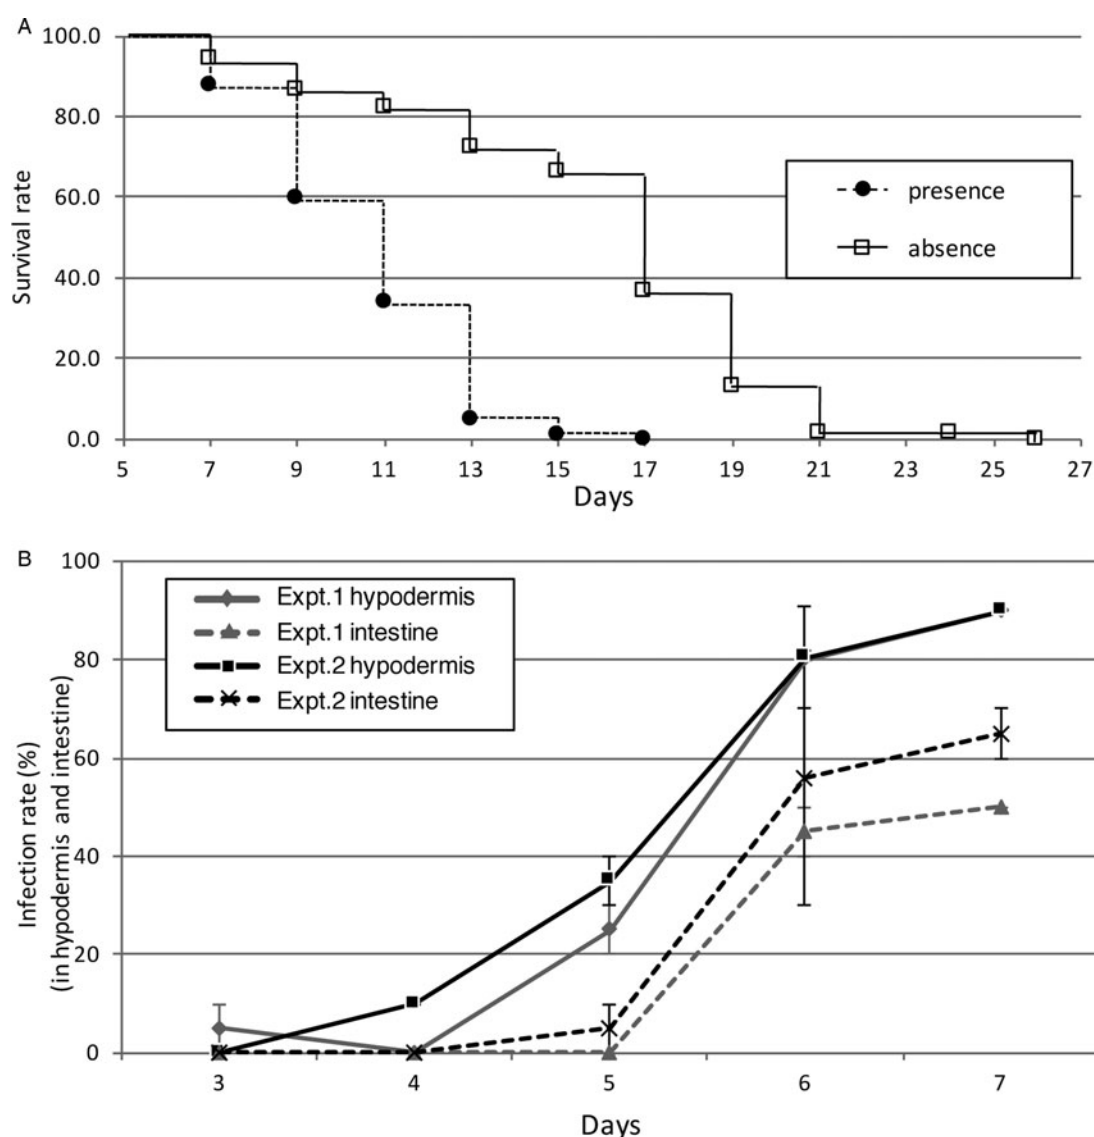 A
100.0
80.0
60.0
40.0
20.0
0.0
Survival rate
presence
absence
5 7 9 11 13 15 17 19 21 23 25 27
Days
B
100
80
60
40
20
0
Infection rate (%)
(in hypodermis and intestine)
Expt.1 hypodermis
Expt.1 intestine
Expt.2 hypodermis
Expt.2 intestine
3 4 5 6 7
Days